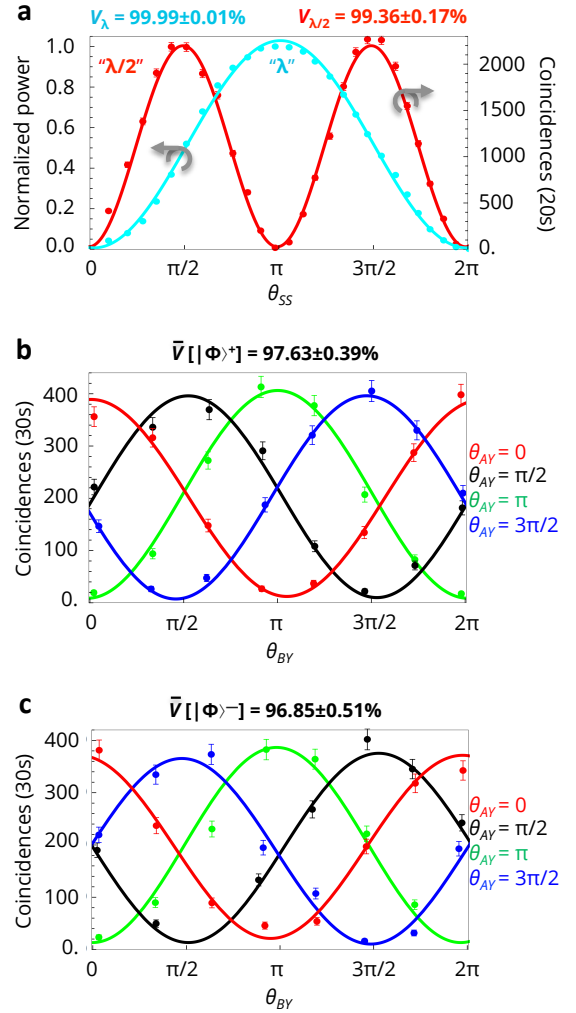 a
V_λ = 99.99±0.01%
V_λ/2 = 99.36±0.17%
Normalized power
1.0
0.8
0.6
0.4
0.2
0.0
“λ/2”
“λ”
2000
1500
1000
500
0.
Coincidences (20s)
0 π/2 π 3π/2 2π
θ_SS
b
V̄ [|Φ⟩⁺] = 97.63±0.39%
Coincidences (30s)
400
300
200
100
0.
θ_AY = 0
θ_AY = π/2
θ_AY = π
θ_AY = 3π/2
0 π/2 π 3π/2 2π
θ_BY
c
V̄ [|Φ⟩⁻] = 96.85±0.51%
Coincidences (30s)
400
300
200
100
0.
θ_AY = 0
θ_AY = π/2
θ_AY = π
θ_AY = 3π/2
0 π/2 π 3π/2 2π
θ_BY